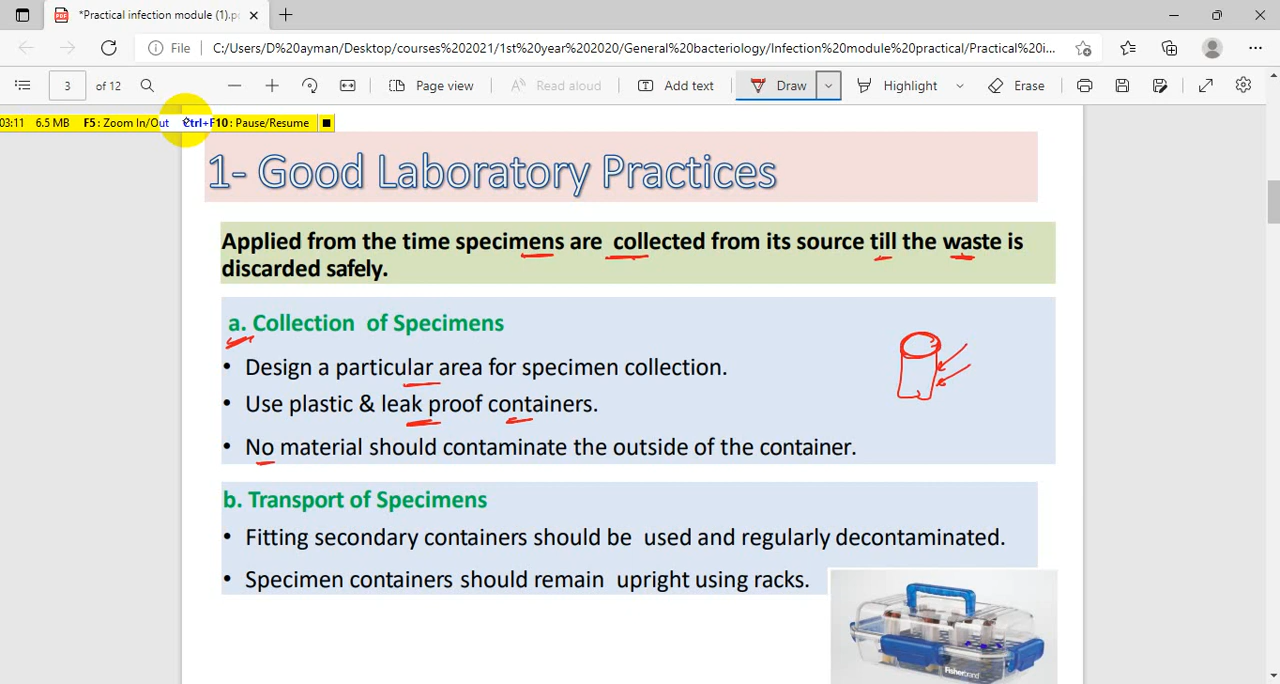 *Practical infection module (1).p
File
C:/Users/D%20ayman/Desktop/courses%202021/1st%20year%202020/General%20bacteriology/Infection%20module%20practical/Practical%20i...
3 of 12
Page view
Read aloud
Add text
Draw
Highlight
Erase
03:11 6.5 MB F5: Zoom In/Out Ctrl+F10: Pause/Resume
1- Good Laboratory Practices
Applied from the time specimens are collected from its source till the waste is
discarded safely.
a. Collection of Specimens
• Design a particular area for specimen collection.
• Use plastic & leak proof containers.
• No material should contaminate the outside of the container.
b. Transport of Specimens
• Fitting secondary containers should be used and regularly decontaminated.
• Specimen containers should remain upright using racks.
Fisherbrand